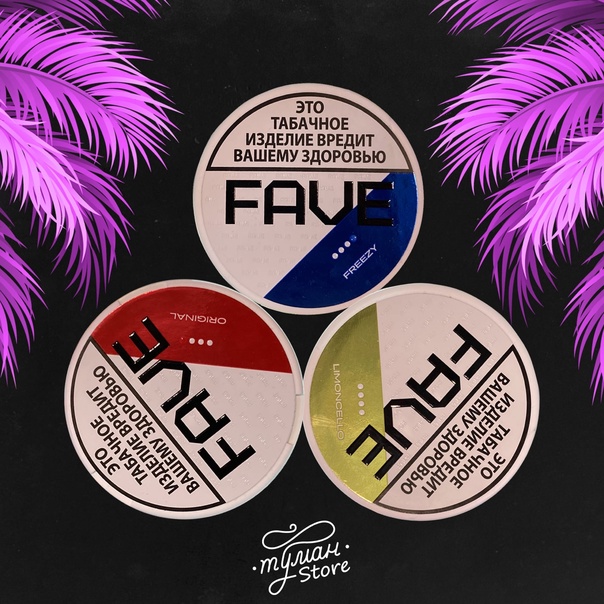 ЭТО
ТАБАЧНОЕ
ИЗДЕЛИЕ ВРЕДИТ
ВАШЕМУ ЗДОРОВЬЮ
FAVE
FREEZY
ORIGINAL
FAVE
ЭТО
ТАБАЧНОЕ
ИЗДЕЛИЕ ВРЕДИТ
ВАШЕМУ ЗДОРОВЬЮ
LIMONCELLO
FAVE
ЭТО
ТАБАЧНОЕ
ИЗДЕЛИЕ ВРЕДИТ
ВАШЕМУ ЗДОРОВЬЮ
туман
Store